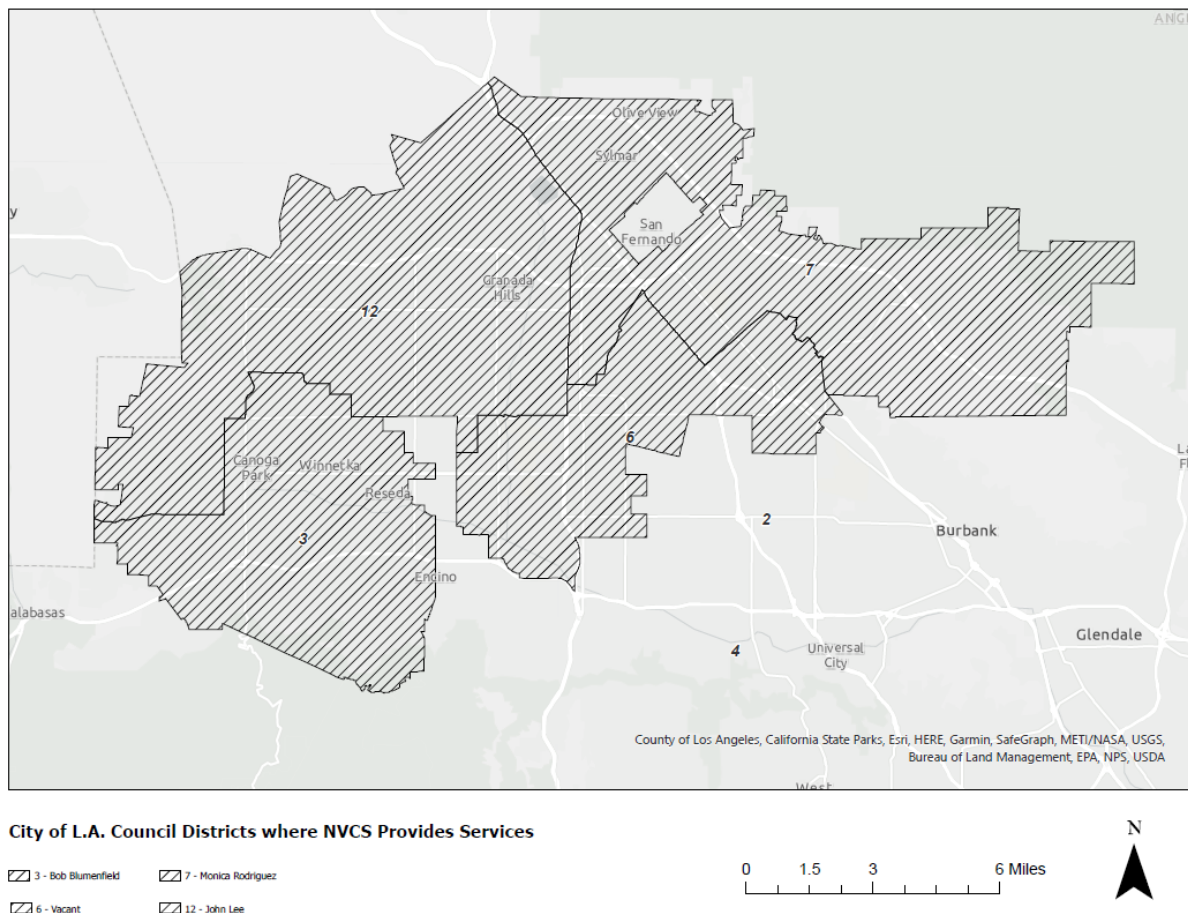 ANGE
Olive View
Sylmar
y
San
Fernando
7
Granada
Hills
12
6
Canoga
Park
Winnetka
Reseda
La
Fl
2
3
Burbank
Encino
alabasas
Glendale
4
Universal
City
County of Los Angeles, California State Parks, Esri, HERE, Garmin, SafeGraph, METI/NASA, USGS,
Bureau of Land Management, EPA, NPS, USDA
West
City of L.A. Council Districts where NVCS Provides Services
N
3 - Bob Blumenfield
7 - Monica Rodriguez
0 1.5 3 6 Miles
6 - Vacant
12 - John Lee